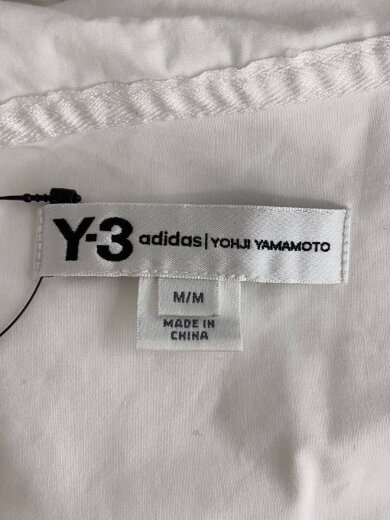 Y-3 adidas | YOHJI YAMAMOTO
M/M
MADE IN
CHINA